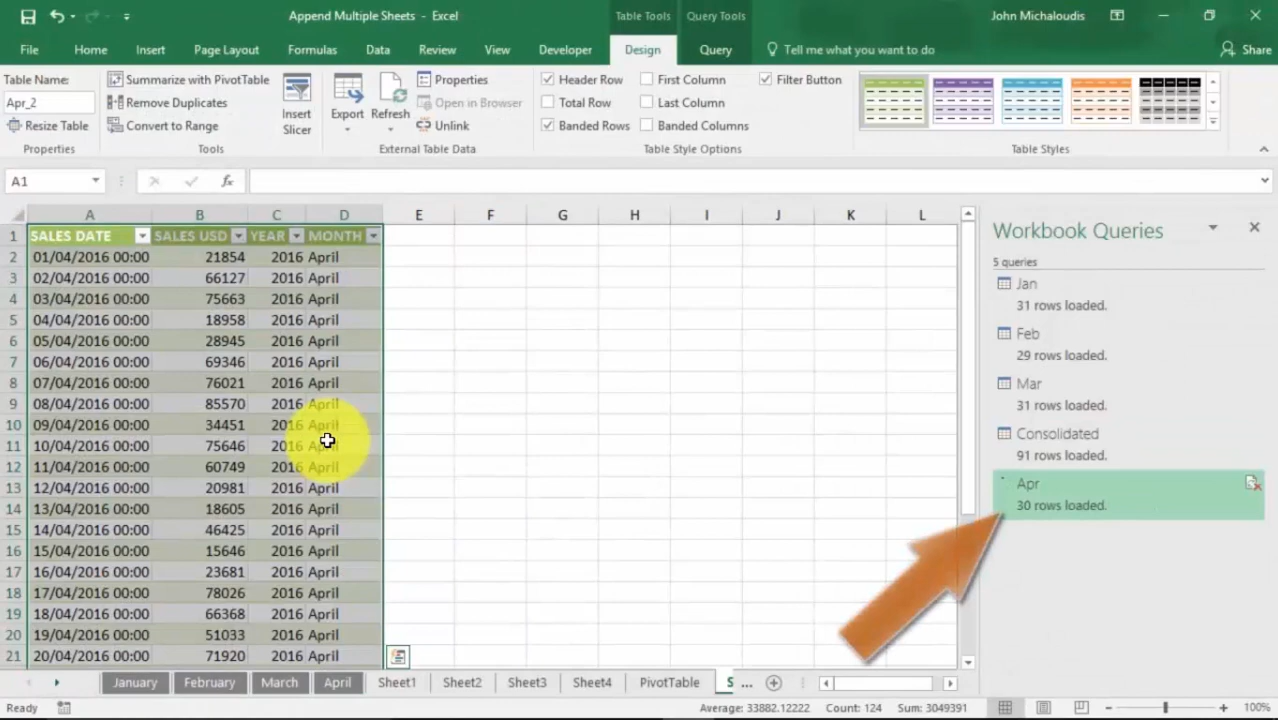 Append Multiple Sheets - Excel
Table Tools
Query Tools
John Michaloudis
File
Home
Insert
Page Layout
Formulas
Data
Review
View
Developer
Design
Query
Tell me what you want to do
Share
Table Name:
Apr_2
Resize Table
Properties
Summarize with PivotTable
Remove Duplicates
Convert to Range
Tools
Insert
Slicer
Export
Refresh
Properties
Open in Browser
Unlink
External Table Data
Header Row
First Column
Filter Button
Total Row
Last Column
Banded Rows
Banded Columns
Table Style Options
Table Styles
A1
fx
A B C D E F G H I J K L
1 SALES DATE SALES USD YEAR MONTH
2 01/04/2016 00:00 21854 2016 April
3 02/04/2016 00:00 66127 2016 April
4 03/04/2016 00:00 75663 2016 April
5 04/04/2016 00:00 18958 2016 April
6 05/04/2016 00:00 28945 2016 April
7 06/04/2016 00:00 69346 2016 April
8 07/04/2016 00:00 76021 2016 April
9 08/04/2016 00:00 85570 2016 April
10 09/04/2016 00:00 34451 2016 April
11 10/04/2016 00:00 75646 2016 April
12 11/04/2016 00:00 60749 2016 April
13 12/04/2016 00:00 20981 2016 April
14 13/04/2016 00:00 18605 2016 April
15 14/04/2016 00:00 46425 2016 April
16 15/04/2016 00:00 15646 2016 April
17 16/04/2016 00:00 23681 2016 April
18 17/04/2016 00:00 78026 2016 April
19 18/04/2016 00:00 66368 2016 April
20 19/04/2016 00:00 51033 2016 April
21 20/04/2016 00:00 71920 2016 April
Workbook Queries
5 queries
Jan
31 rows loaded.
Feb
29 rows loaded.
Mar
31 rows loaded.
Consolidated
91 rows loaded.
Apr
30 rows loaded.
January
February
March
April
Sheet1
Sheet2
Sheet3
Sheet4
PivotTable
S ...
Ready
Average: 33882.12222
Count: 124
Sum: 3049391
100%